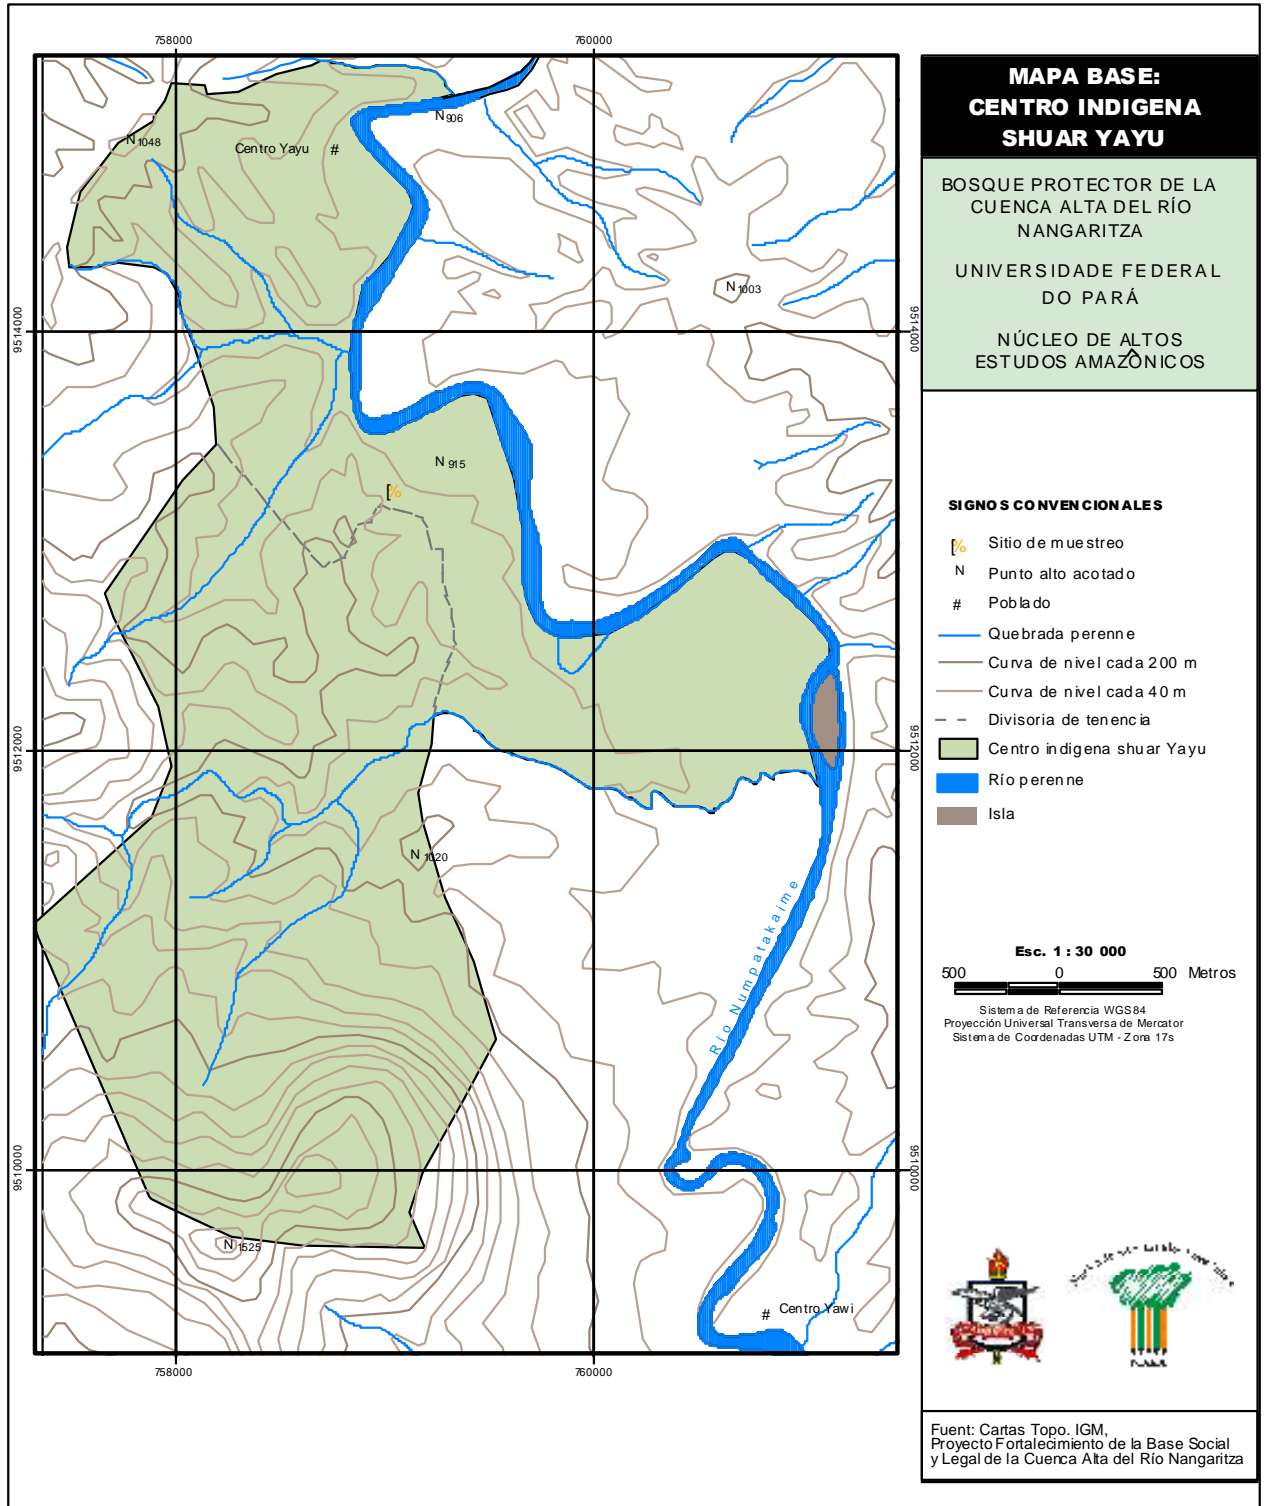 758000
760000
N 1048
Centro Yayu #
N 906
N 1003
9514000
9514000
N 915
[%
9512000
9512000
N 1020
Río Numpatakaime
9510000
9510000
N 1525
# Centro Yawi
758000
760000
MAPA BASE:
CENTRO INDIGENA
SHUAR YAYU
BOSQUE PROTECTOR DE LA
CUENCA ALTA DEL RÍO
NANGARITZA
UNIVERSIDADE FEDERAL
DO PARÁ
NÚCLEO DE ALTOS
ESTUDOS AMAZÔNICOS
SIGNOS CONVENCIONALES
[% Sitio de muestreo
N Punto alto acotado
# Poblado
Quebrada perenne
Curva de nivel cada 200 m
Curva de nivel cada 40 m
Divisoria de tenencia
Centro indigena shuar Yayu
Río perenne
Isla
Esc. 1 : 30 000
500 0 500 Metros
Sistema de Referencia WGS84
Proyección Universal Transversa de Mercator
Sistema de Coordenadas UTM - Zona 17s
Fuent: Cartas Topo. IGM,
Proyecto Fortalecimiento de la Base Social
y Legal de la Cuenca Alta del Río Nangaritza